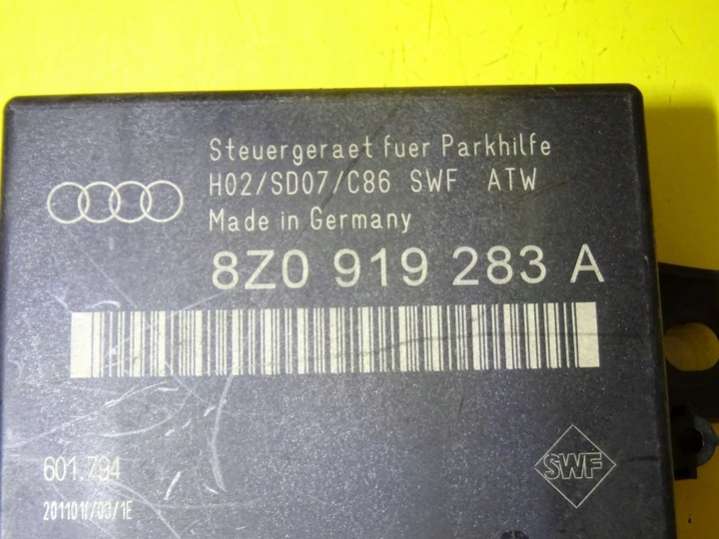 Steuergeraet fuer Parkhilfe
H02/SD07/C86 SWF ATW
Made in Germany
8Z0 919 283 A
601.794
SWF